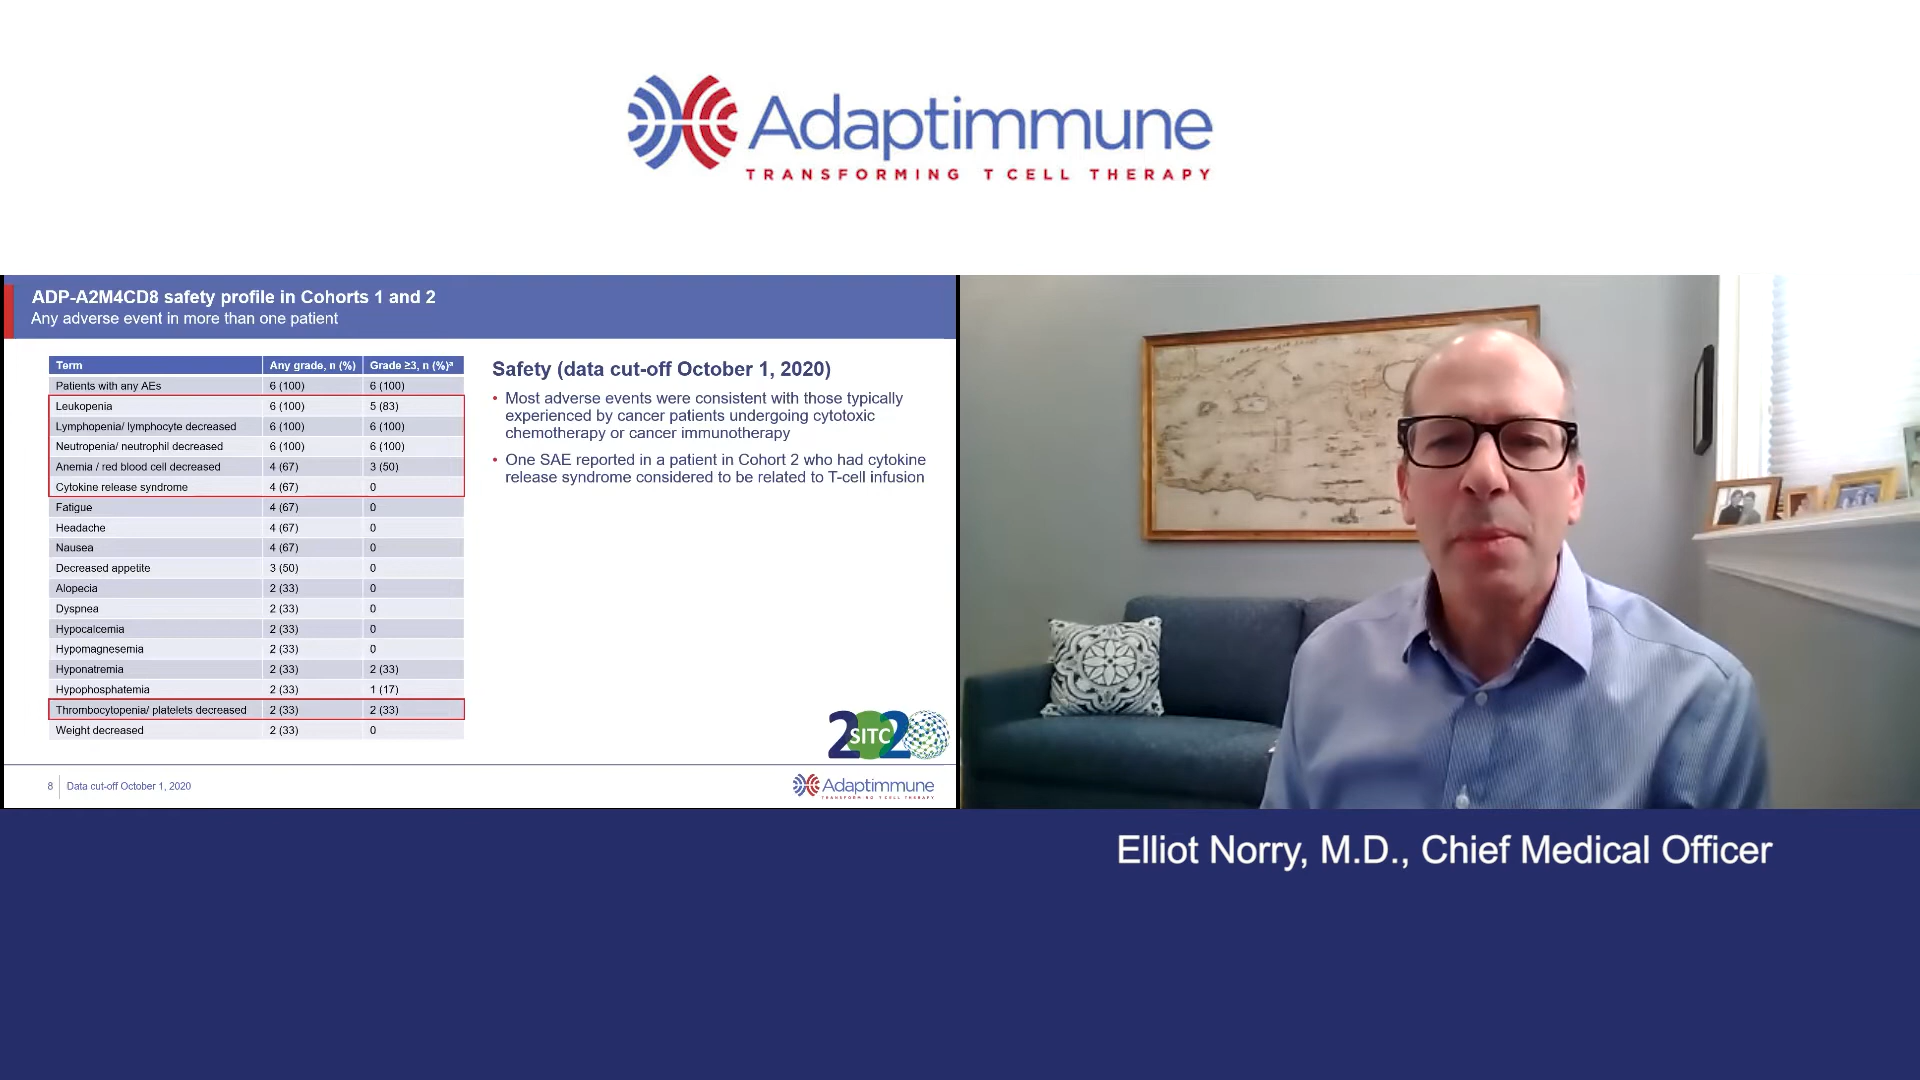 Adaptimmune
TRANSFORMING T CELL THERAPY
ADP-A2M4CD8 safety profile in Cohorts 1 and 2
Any adverse event in more than one patient
Term Any grade, n (%) Grade ≥3, n (%)ª
Patients with any AEs 6 (100) 6 (100)
Leukopenia 6 (100) 5 (83)
Lymphopenia/ lymphocyte decreased 6 (100) 6 (100)
Neutropenia/ neutrophil decreased 6 (100) 6 (100)
Anemia / red blood cell decreased 4 (67) 3 (50)
Cytokine release syndrome 4 (67) 0
Fatigue 4 (67) 0
Headache 4 (67) 0
Nausea 4 (67) 0
Decreased appetite 3 (50) 0
Alopecia 2 (33) 0
Dyspnea 2 (33) 0
Hypocalcemia 2 (33) 0
Hypomagnesemia 2 (33) 0
Hyponatremia 2 (33) 2 (33)
Hypophosphatemia 2 (33) 1 (17)
Thrombocytopenia/ platelets decreased 2 (33) 2 (33)
Weight decreased 2 (33) 0
Safety (data cut-off October 1, 2020)
• Most adverse events were consistent with those typically
experienced by cancer patients undergoing cytotoxic
chemotherapy or cancer immunotherapy
• One SAE reported in a patient in Cohort 2 who had cytokine
release syndrome considered to be related to T-cell infusion
2 SITC 2
8 Data cut-off October 1, 2020
Adaptimmune
TRANSFORMING T CELL THERAPY
Elliot Norry, M.D., Chief Medical Officer